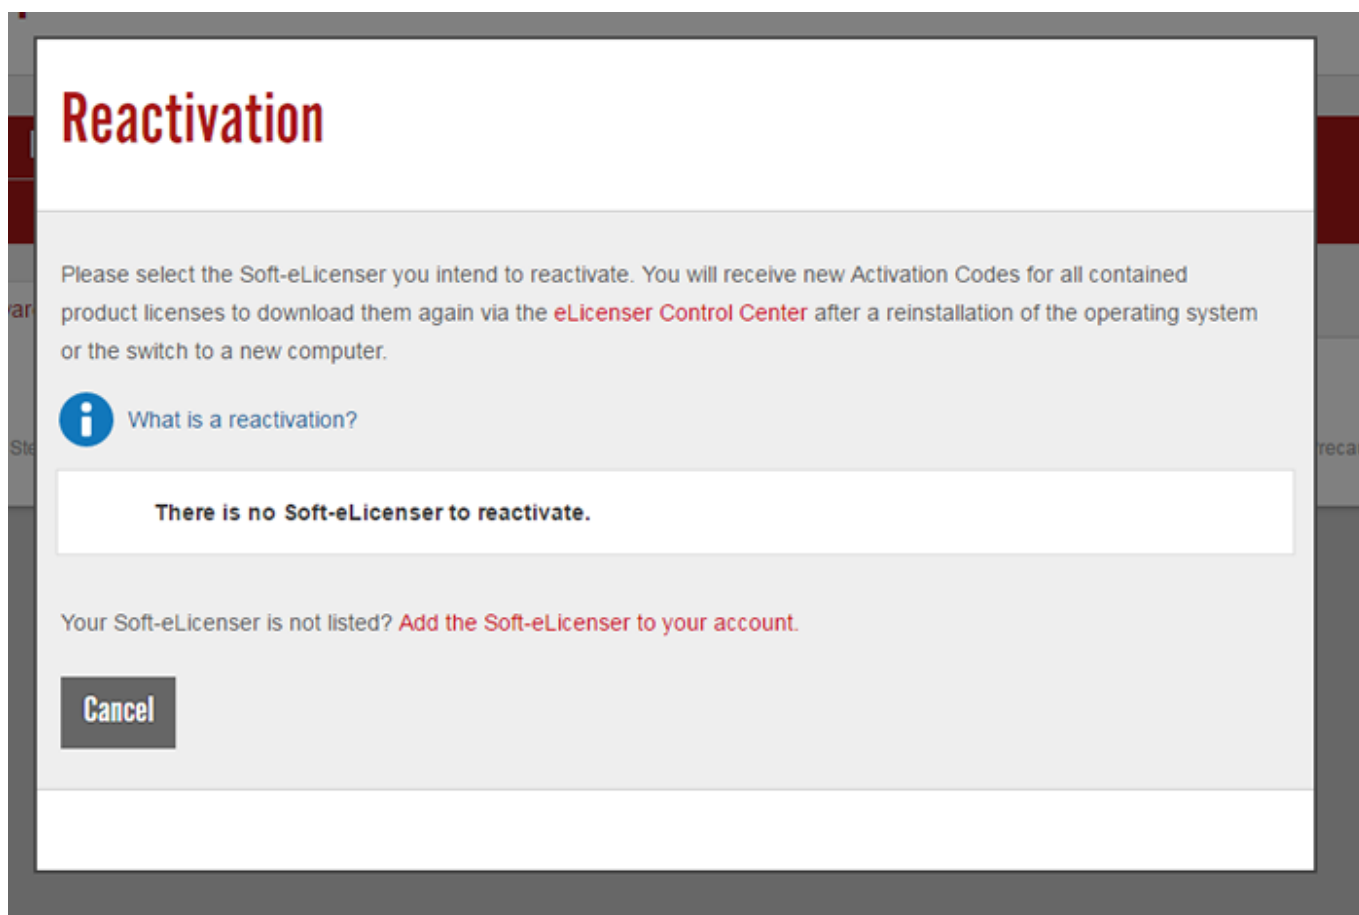 Reactivation
Please select the Soft-eLicenser you intend to reactivate. You will receive new Activation Codes for all contained
product licenses to download them again via the eLicenser Control Center after a reinstallation of the operating system
or the switch to a new computer.
What is a reactivation?
There is no Soft-eLicenser to reactivate.
Your Soft-eLicenser is not listed? Add the Soft-eLicenser to your account.
Cancel